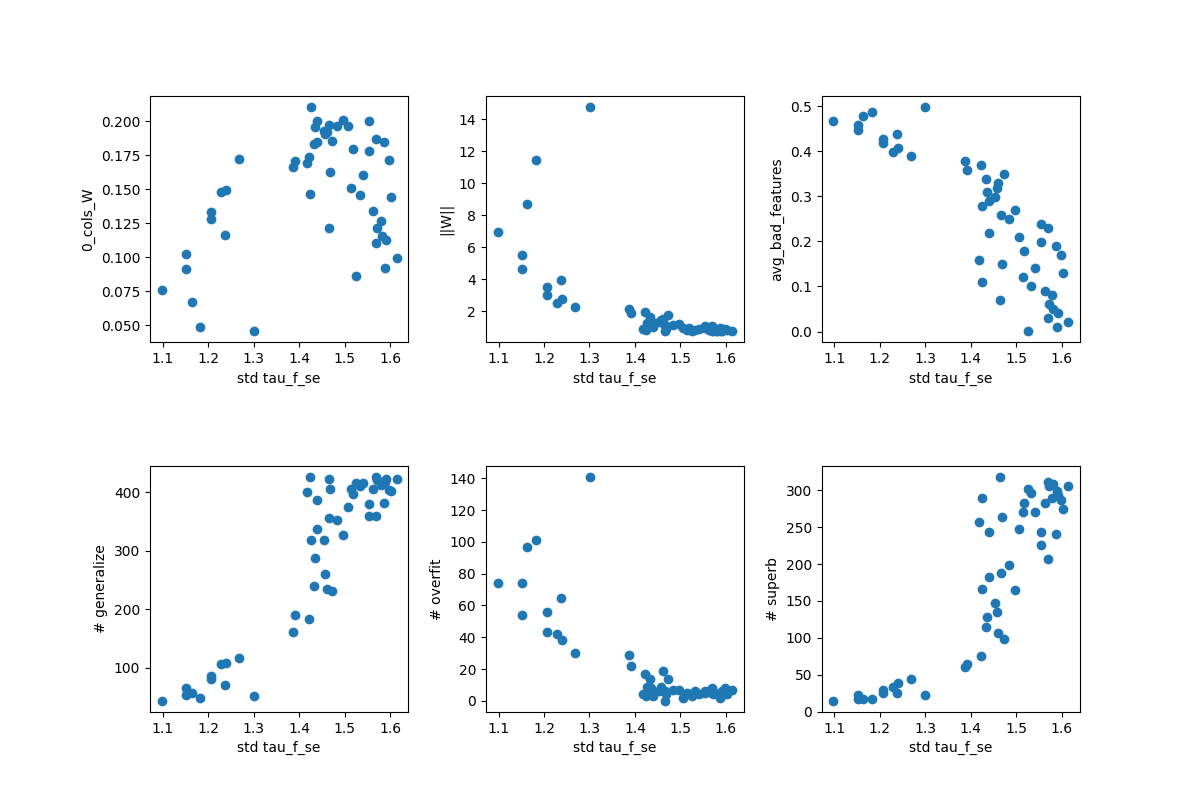 0_cols_W
0.200
0.175
0.150
0.125
0.100
0.075
0.050
1.1 1.2 1.3 1.4 1.5 1.6
std tau_f_se
||W||
14
12
10
8
6
4
2
1.1 1.2 1.3 1.4 1.5 1.6
std tau_f_se
avg_bad_features
0.5
0.4
0.3
0.2
0.1
0.0
1.1 1.2 1.3 1.4 1.5 1.6
std tau_f_se
# generalize
400
300
200
100
1.1 1.2 1.3 1.4 1.5 1.6
std tau_f_se
# overfit
140
120
100
80
60
40
20
0
1.1 1.2 1.3 1.4 1.5 1.6
std tau_f_se
# superb
300
250
200
150
100
50
0
1.1 1.2 1.3 1.4 1.5 1.6
std tau_f_se